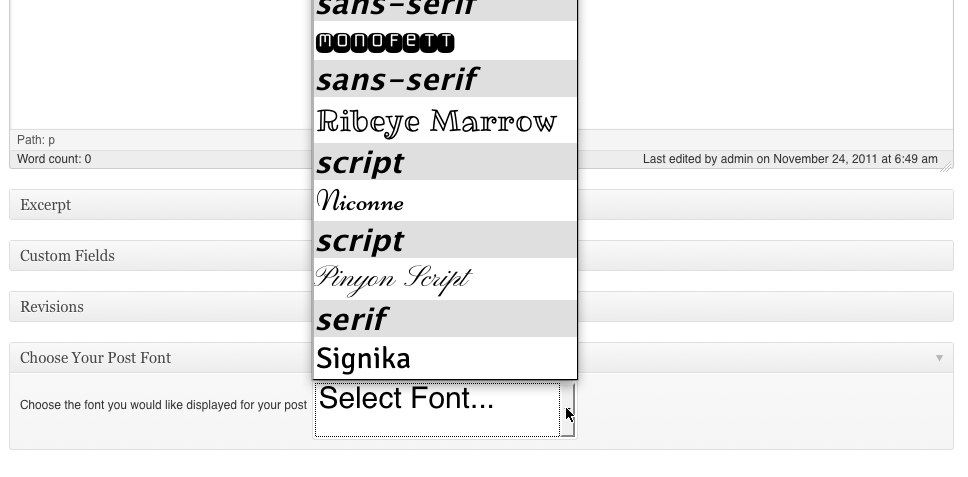 sans-serif
MONOFETT
sans-serif
Ribeye Marrow
Path: p
Word count: 0
Last edited by admin on November 24, 2011 at 6:49 am
script
Niconne
Excerpt
script
Custom Fields
Pinyon Script
Revisions
serif
Signika
Choose Your Post Font
Choose the font you would like displayed for your post
Select Font...